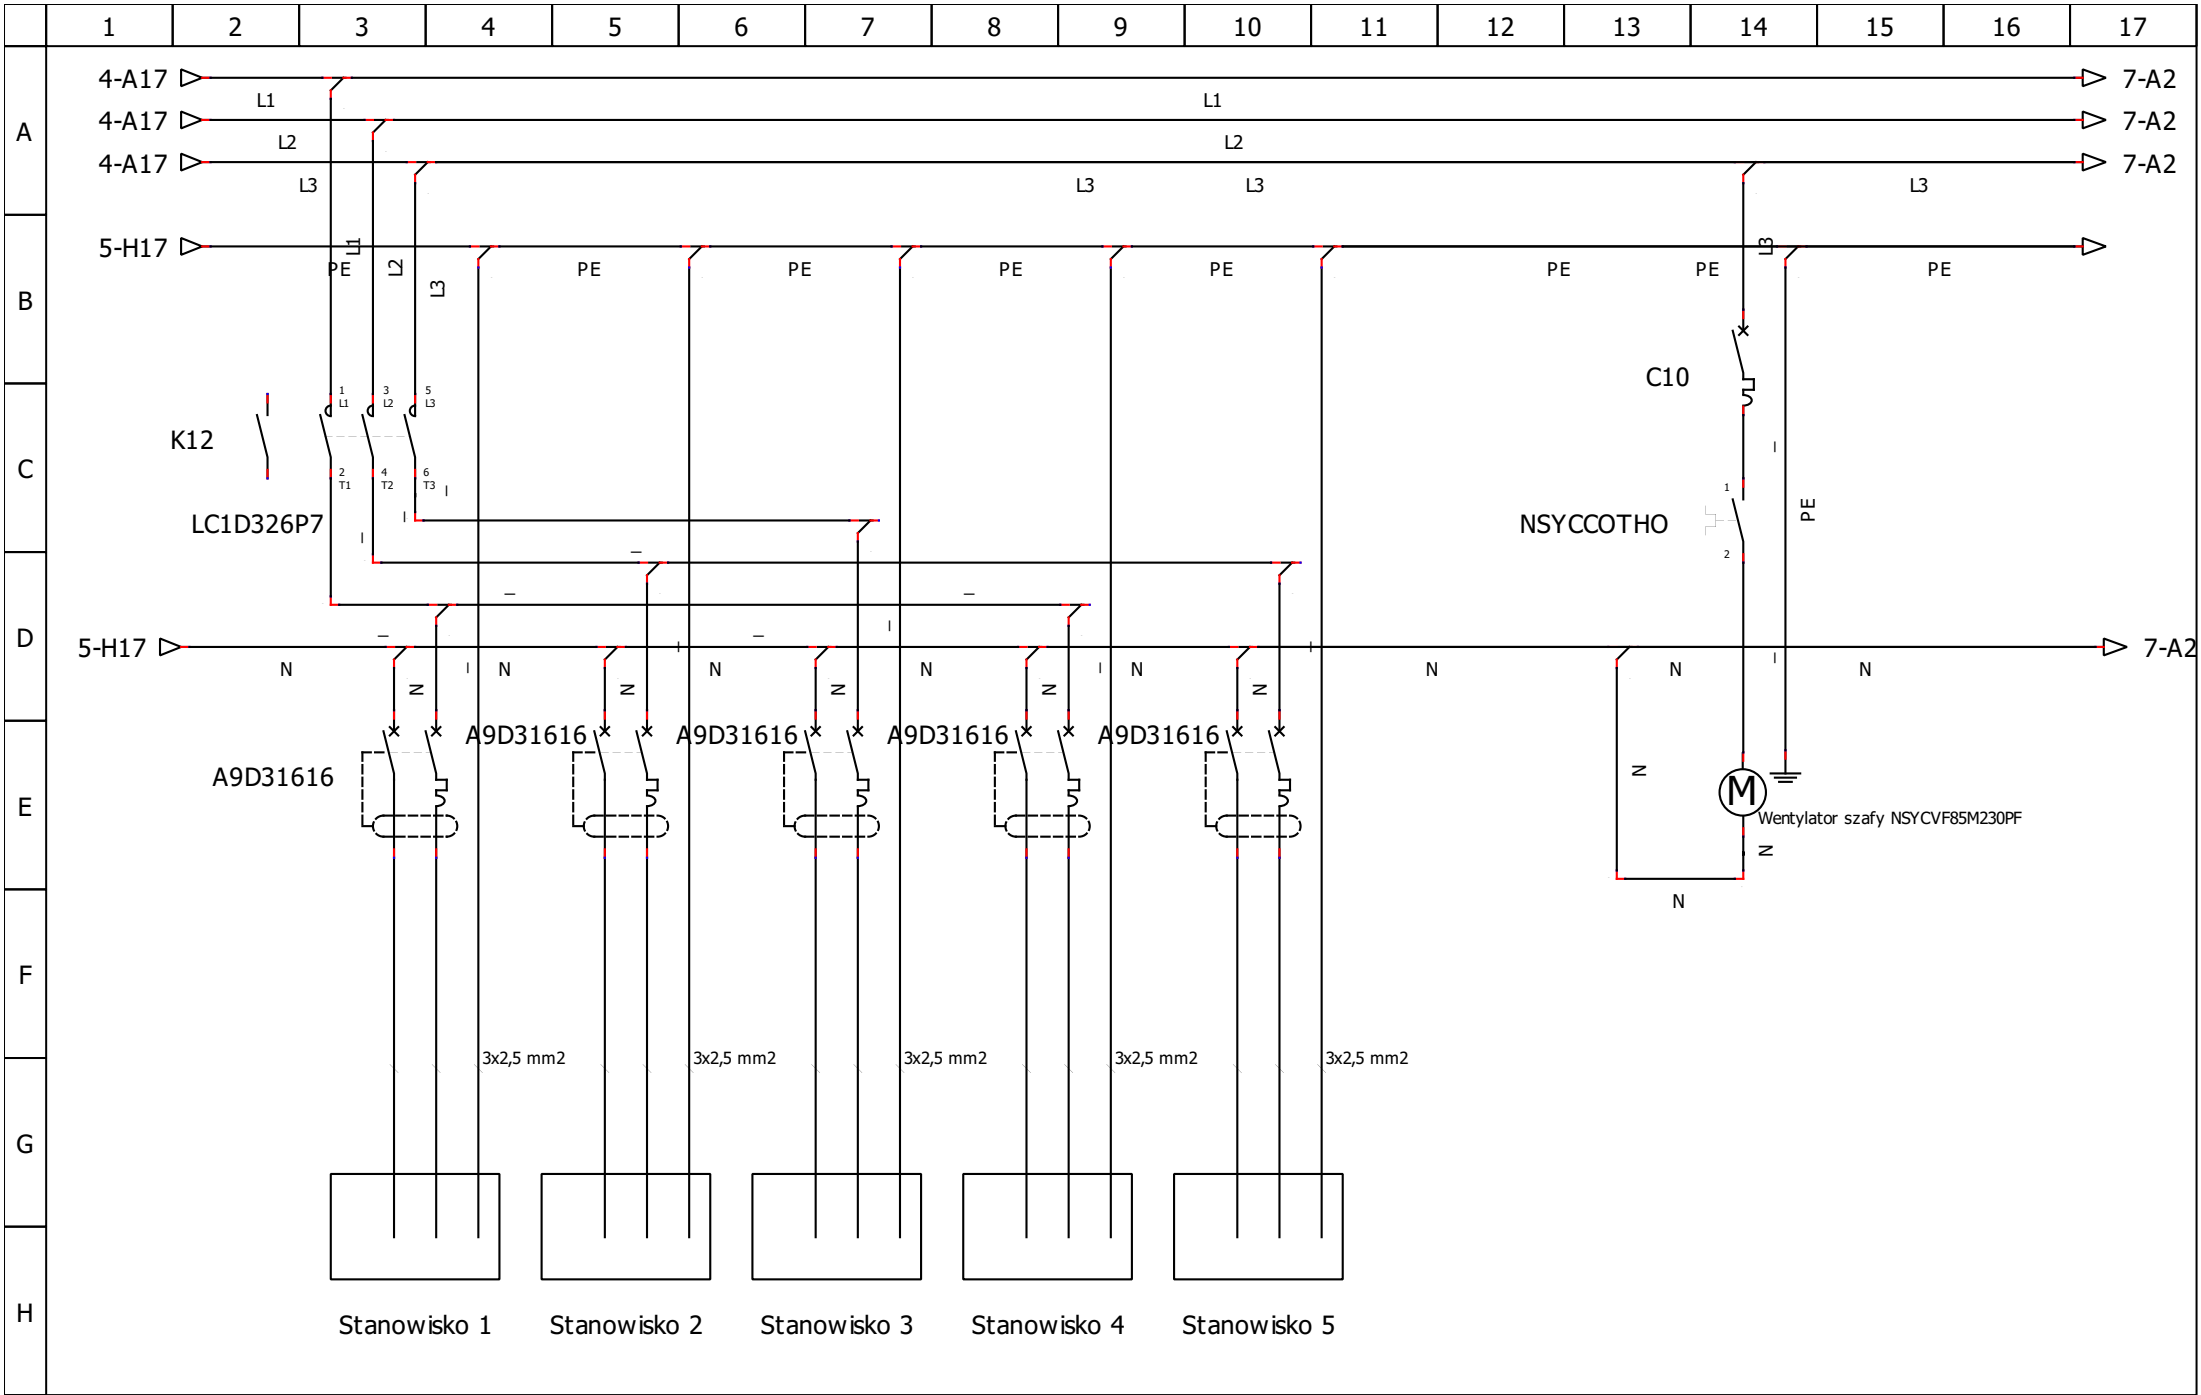 1 2 3 4 5 6 7 8 9 10 11 12 13 14 15 16 17
4-A17 7-A2
L1 L1
A 4-A17 7-A2
L2 L2
4-A17 7-A2
L3 L3 L3 L3
5-H17 L1 L3
PE L2 PE PE PE PE PE PE PE
L3
B
C10
1 3 5
L1 L2 L3
K12
C
2 4 6
T1 T2 T3
1
LC1D326P7 NSYCCOTHO PE
2
D 5-H17 7-A2
N N N N N N N N
N N N N N
A9D31616 A9D31616 A9D31616 A9D31616
A9D31616 N
M
E
Wentylator szafy NSYCVF85M230PF
N
N
F
3x2,5 mm2 3x2,5 mm2 3x2,5 mm2 3x2,5 mm2 3x2,5 mm2
G
H
Stanowisko 1 Stanowisko 2 Stanowisko 3 Stanowisko 4 Stanowisko 5